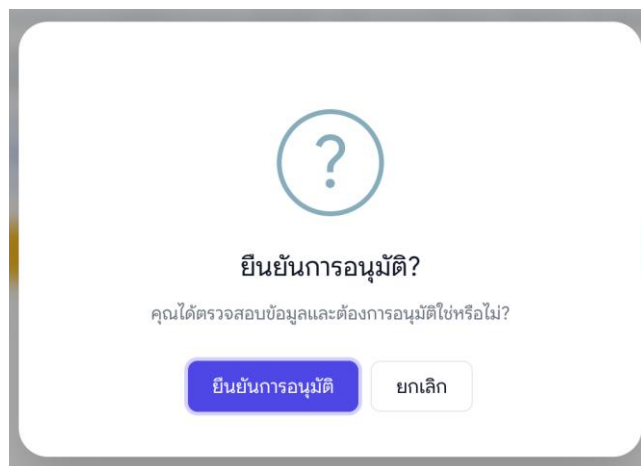 ?
ยืนยันการอนุมัติ?
คุณได้ตรวจสอบข้อมูลและต้องการอนุมัติใช่หรือไม่?
ยืนยันการอนุมัติ
ยกเลิก